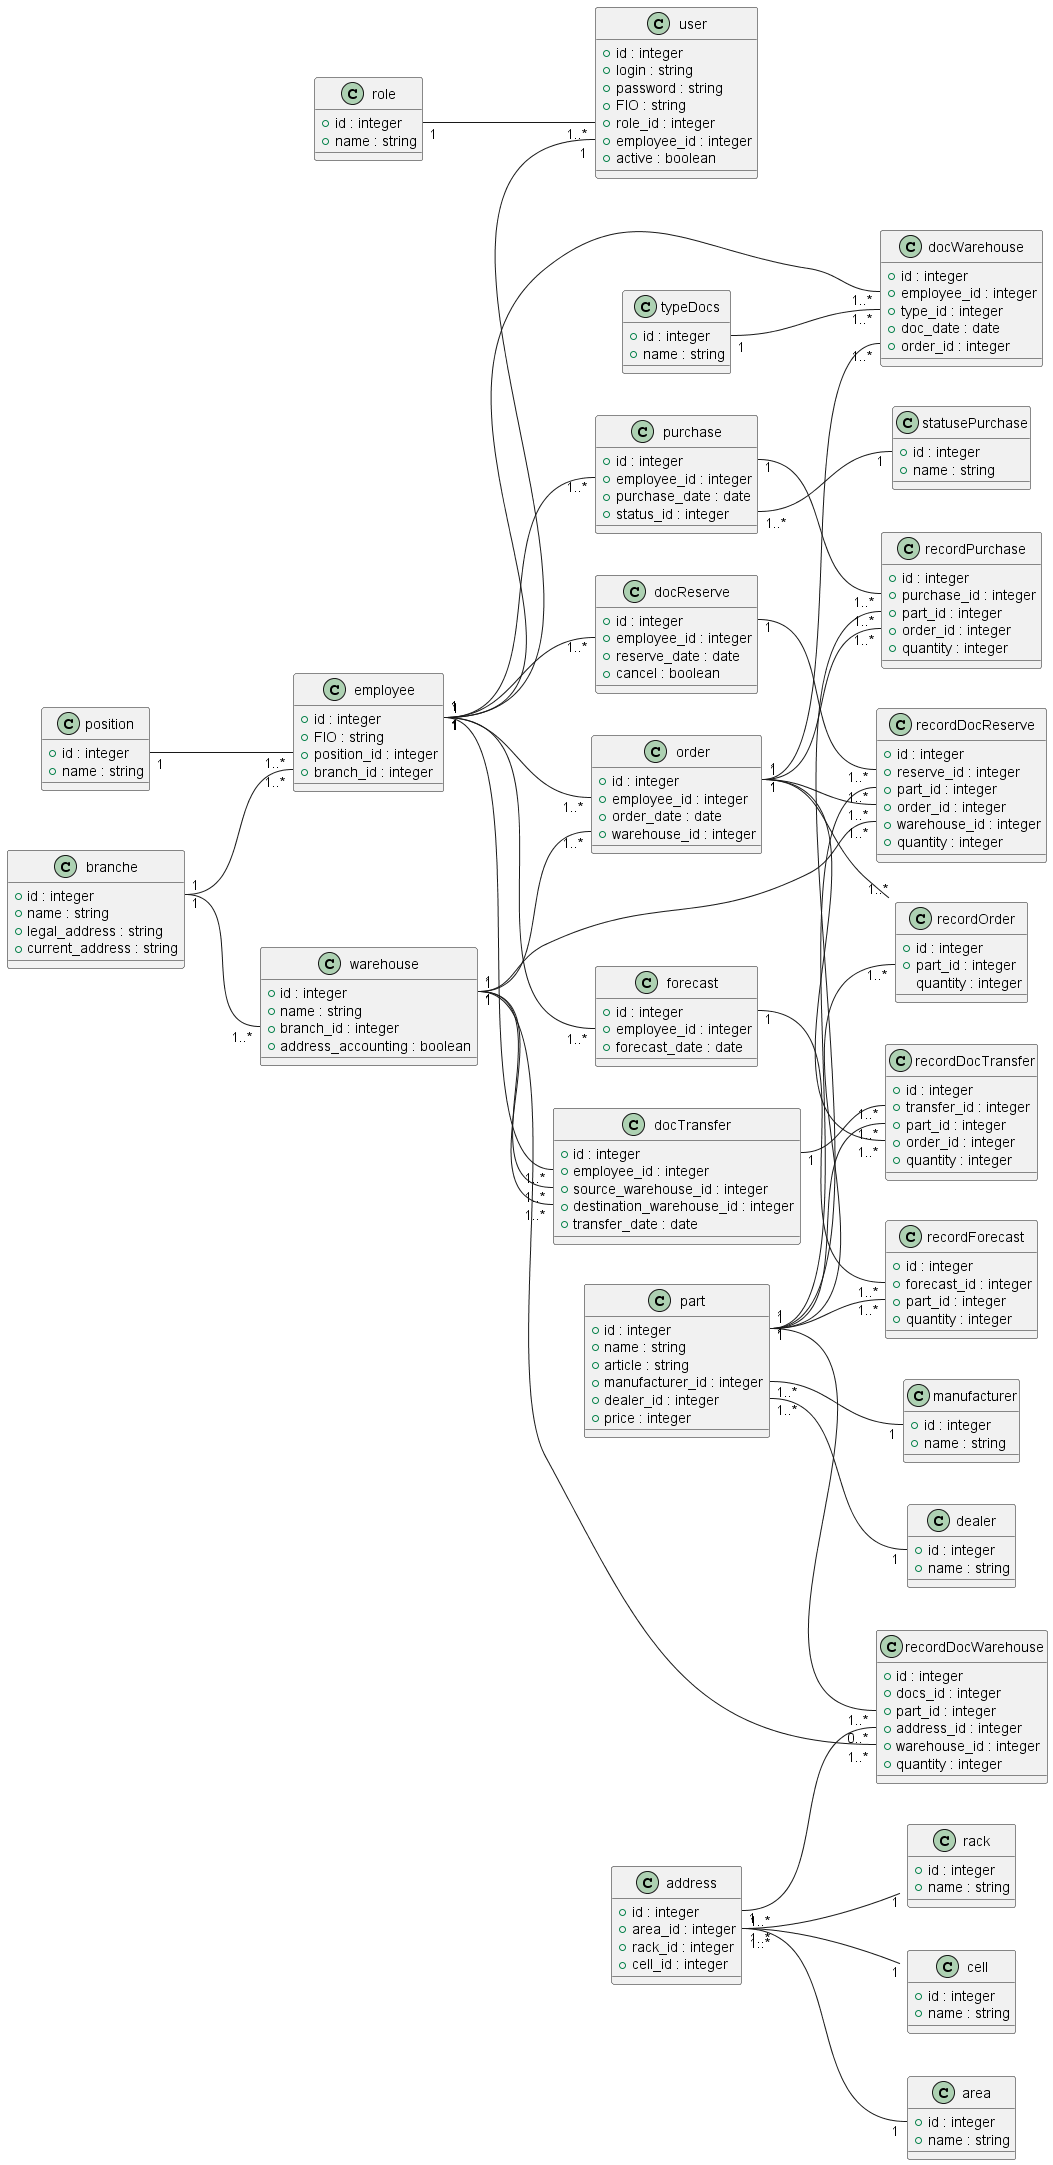 C user
id : integer
login : string
password : string
FIO : string
role_id : integer
employee_id : integer
active : boolean
C role
id : integer
name : string
1
1..*
1
C docWarehouse
id : integer
employee_id : integer
type_id : integer
doc_date : date
order_id : integer
1..*
1..*
1..*
C typeDocs
id : integer
name : string
1
C statusePurchase
id : integer
name : string
1
C purchase
id : integer
employee_id : integer
purchase_date : date
status_id : integer
1..*
1
1..*
C recordPurchase
id : integer
purchase_id : integer
part_id : integer
order_id : integer
quantity : integer
1..*
1..*
1..*
C docReserve
id : integer
employee_id : integer
reserve_date : date
cancel : boolean
1..*
1
C employee
id : integer
FIO : string
position_id : integer
branch_id : integer
1
1
1..*
1..*
C position
id : integer
name : string
1
C recordDocReserve
id : integer
reserve_id : integer
part_id : integer
order_id : integer
warehouse_id : integer
quantity : integer
1..*
1..*
1..*
1..*
C order
id : integer
employee_id : integer
order_date : date
warehouse_id : integer
1..*
1..*
1
1
C branche
id : integer
name : string
legal_address : string
current_address : string
1
1
C recordOrder
id : integer
part_id : integer
quantity : integer
1..*
1..*
C warehouse
id : integer
name : string
branch_id : integer
address_accounting : boolean
1..*
1
1
C forecast
id : integer
employee_id : integer
forecast_date : date
1..*
1
C recordDocTransfer
id : integer
transfer_id : integer
part_id : integer
order_id : integer
quantity : integer
1..*
1..*
1..*
C docTransfer
id : integer
employee_id : integer
source_warehouse_id : integer
destination_warehouse_id : integer
transfer_date : date
1..*
1..*
1..*
1
C recordForecast
id : integer
forecast_id : integer
part_id : integer
quantity : integer
1..*
1..*
C part
id : integer
name : string
article : string
manufacturer_id : integer
dealer_id : integer
price : integer
1
1
1..*
1..*
C manufacturer
id : integer
name : string
1
C dealer
id : integer
name : string
1
C recordDocWarehouse
id : integer
docs_id : integer
part_id : integer
address_id : integer
warehouse_id : integer
quantity : integer
1..*
0..*
1..*
C rack
id : integer
name : string
1
C address
id : integer
area_id : integer
rack_id : integer
cell_id : integer
1
1..*
1..*
1..*
C cell
id : integer
name : string
1
C area
id : integer
name : string
1